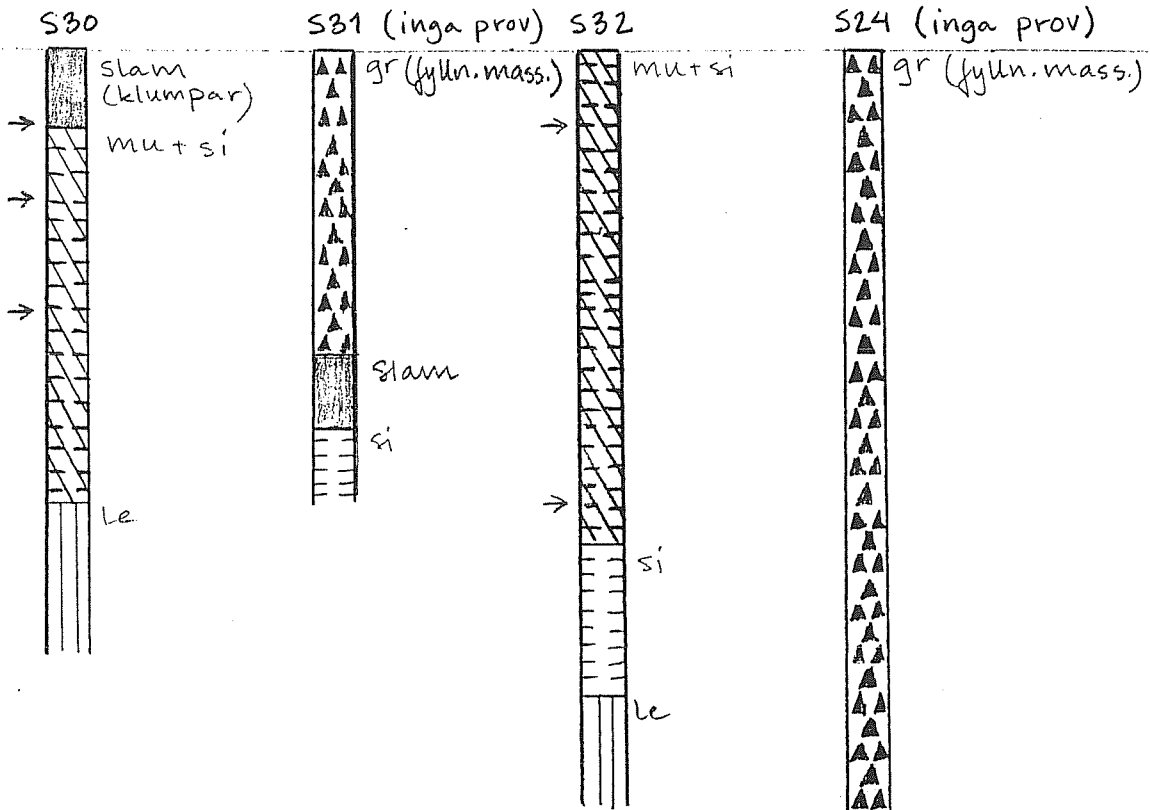 S30
slam
(klumpar)
mu + si
Le
S31 (inga prov)
gr (fylln.mass.)
slam
si
S32
mu+si
si
Le
S24 (inga prov)
gr (fylln.mass.)